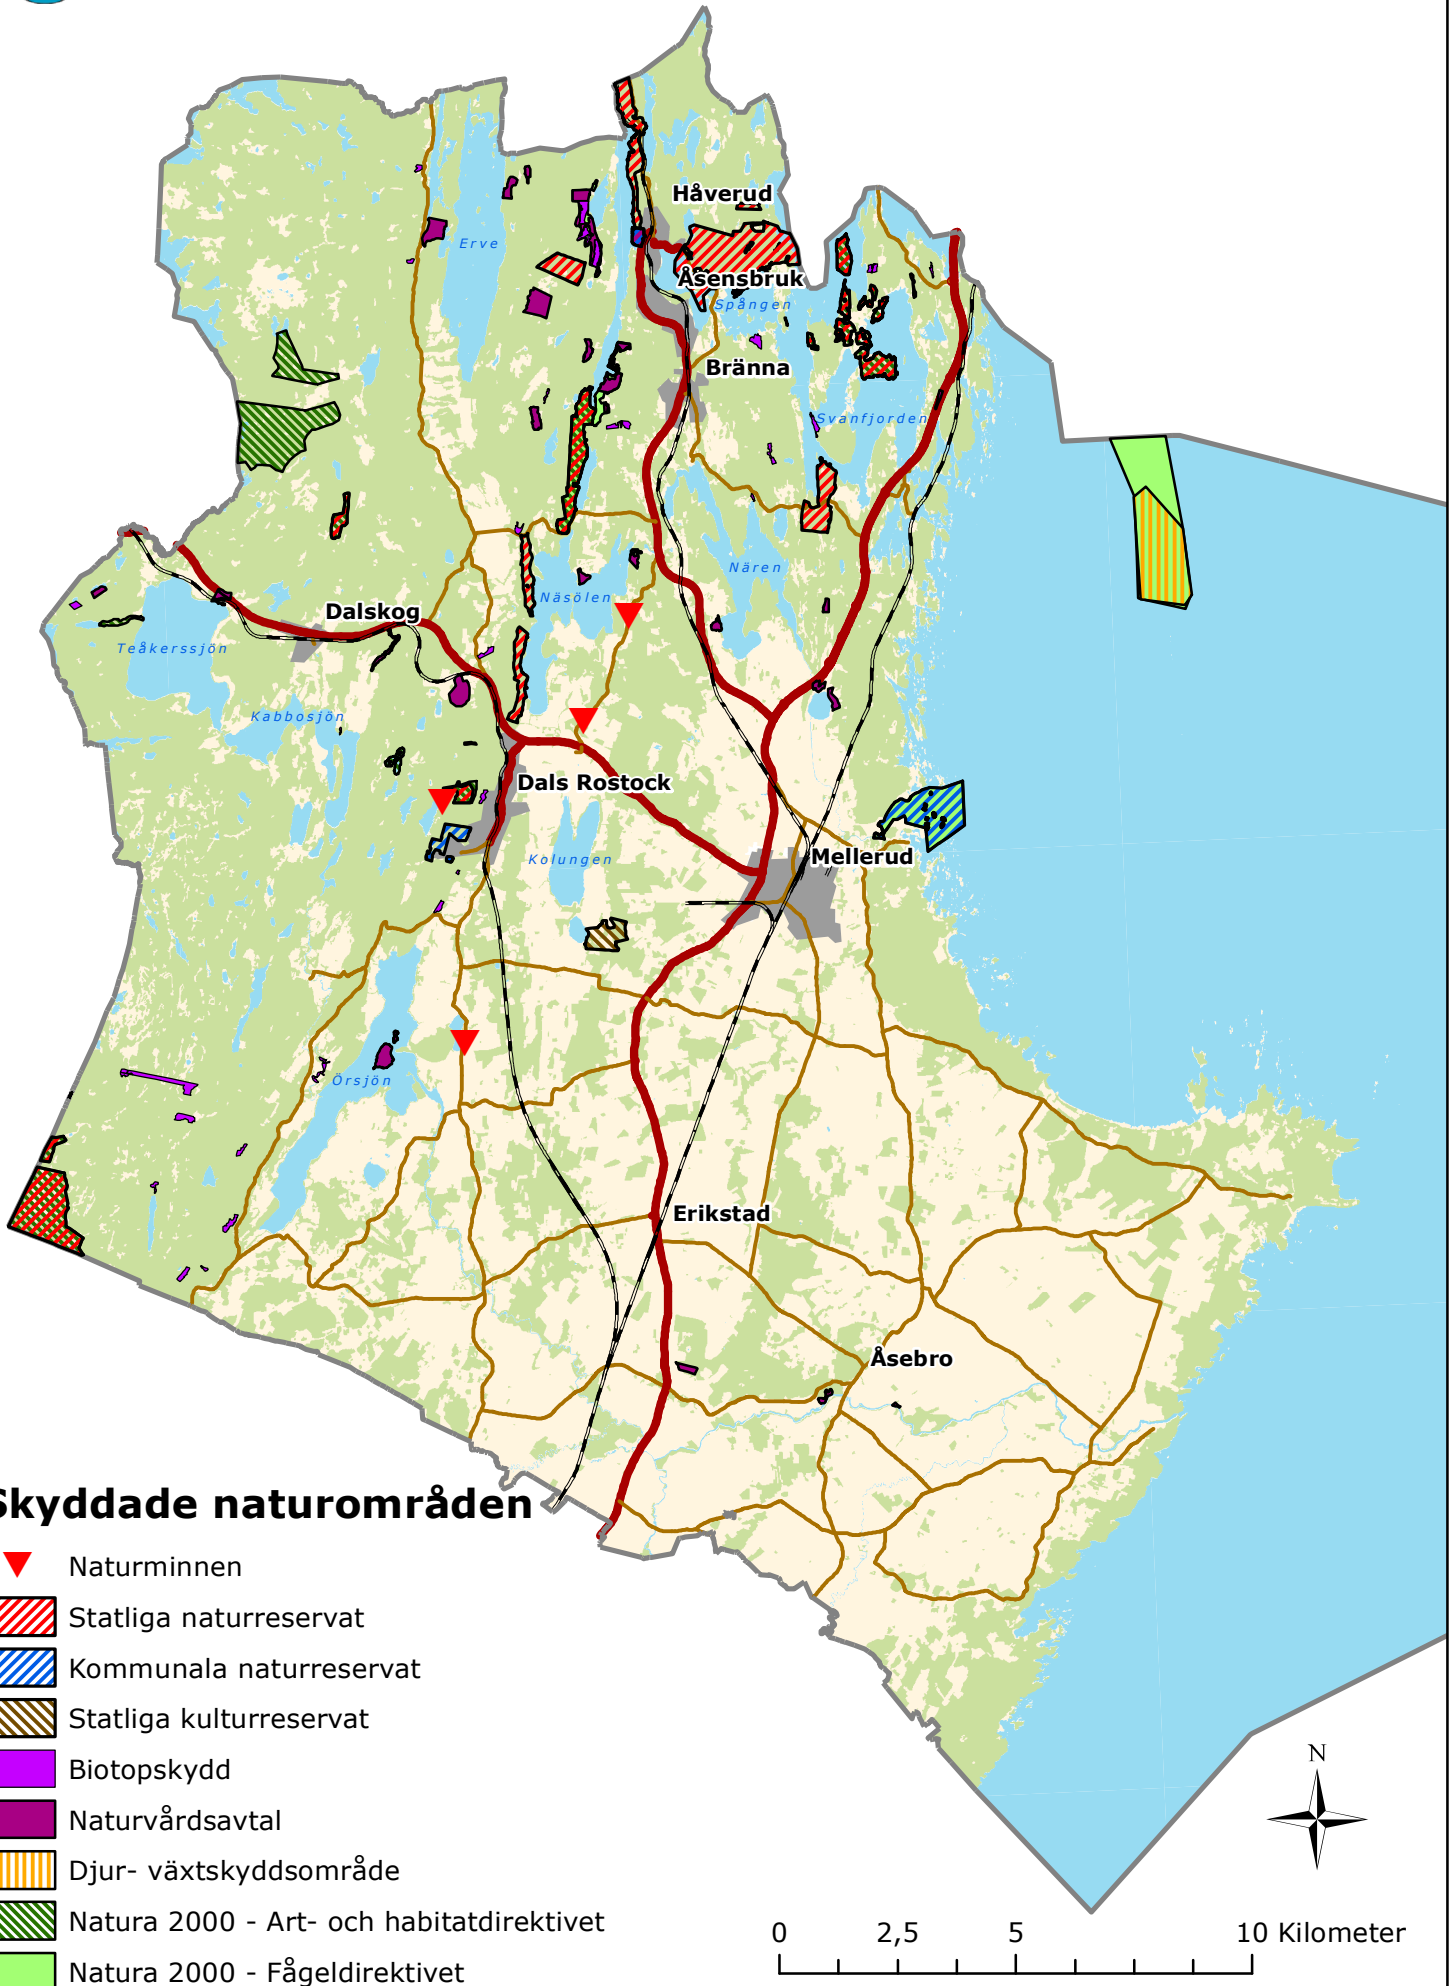 Håverud
Erve
Åsensbruk
Spången
Bränna
Svanfjorden
Nären
Näsölen
Dalskog
Teåkerssjön
Kabbosjön
Dals Rostock
Mellerud
Kolungen
Örsjön
Erikstad
Åsebro
Skyddade naturområden
Naturminnen
Statliga naturreservat
Kommunala naturreservat
Statliga kulturreservat
Biotopskydd
Naturvårdsavtal
Djur- växtskyddsområde
Natura 2000 - Art- och habitatdirektivet
Natura 2000 - Fågeldirektivet
N
0 2,5 5 10 Kilometer